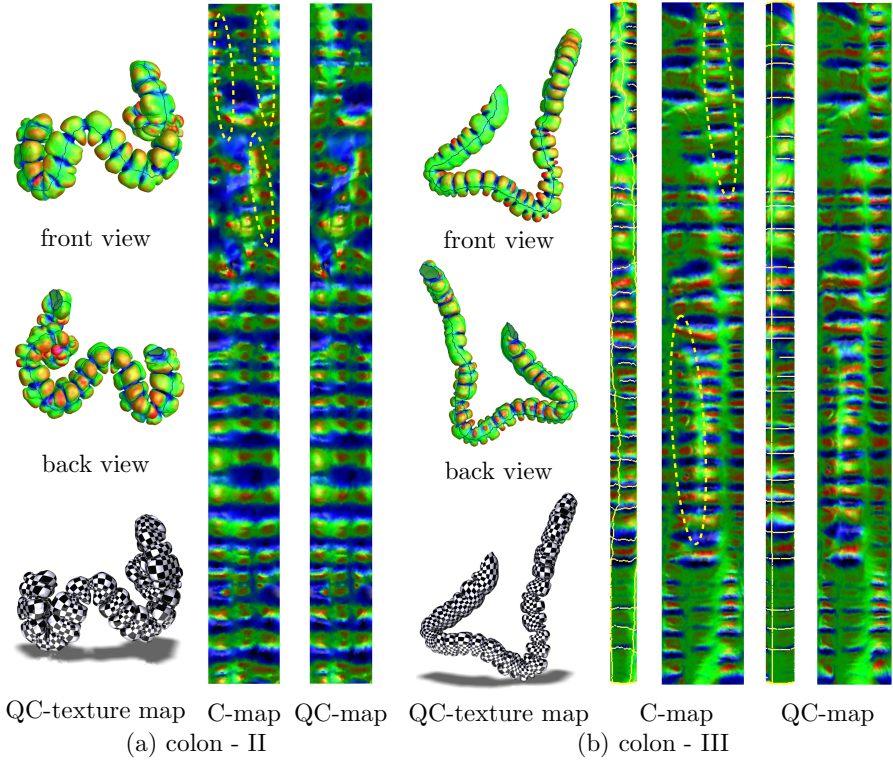 front view
front view
back view
back view
QC-texture map
C-map
QC-map
QC-texture map
C-map
QC-map
(a) colon - II
(b) colon - III